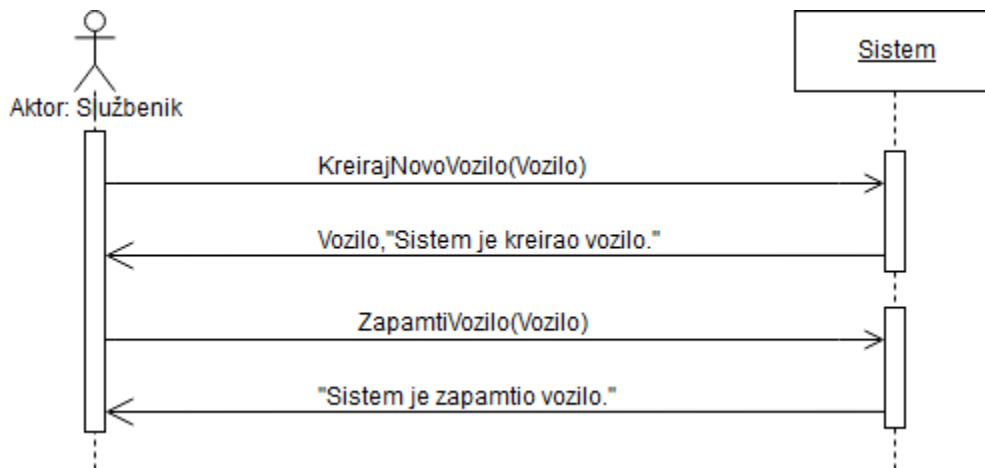 Sistem
Aktor: Službenik
KreirajNovoVozilo(Vozilo)
Vozilo,"Sistem je kreirao vozilo."
ZapamtiVozilo(Vozilo)
"Sistem je zapamtio vozilo."